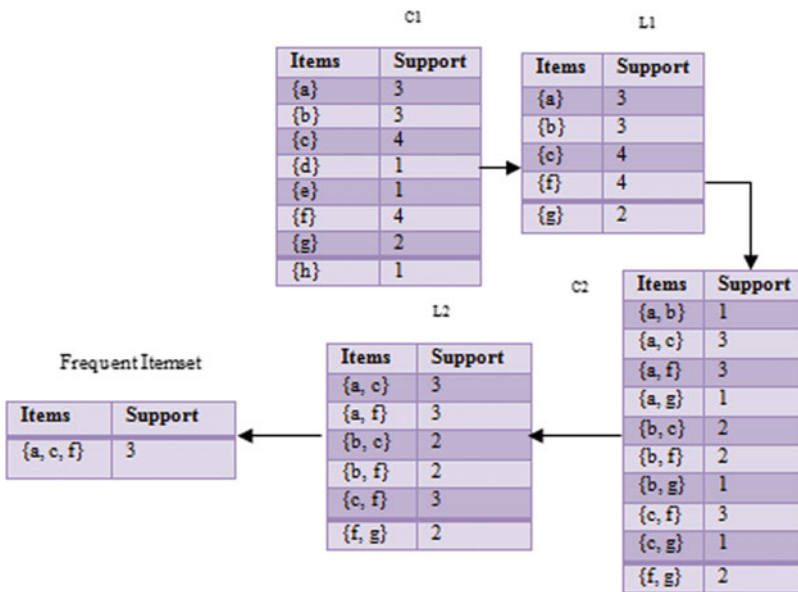 C1
Items Support
{a} 3
{b} 3
{c} 4
{d} 1
{e} 1
{f} 4
{g} 2
{h} 1
L1
Items Support
{a} 3
{b} 3
{c} 4
{f} 4
{g} 2
C2
Items Support
{a, b} 1
{a, c} 3
{a, f} 3
{a, g} 1
{b, c} 2
{b, f} 2
{b, g} 1
{c, f} 3
{c, g} 1
{f, g} 2
L2
Items Support
{a, c} 3
{a, f} 3
{b, c} 2
{b, f} 2
{c, f} 3
{f, g} 2
Frequent Itemset
Items Support
{a, c, f} 3